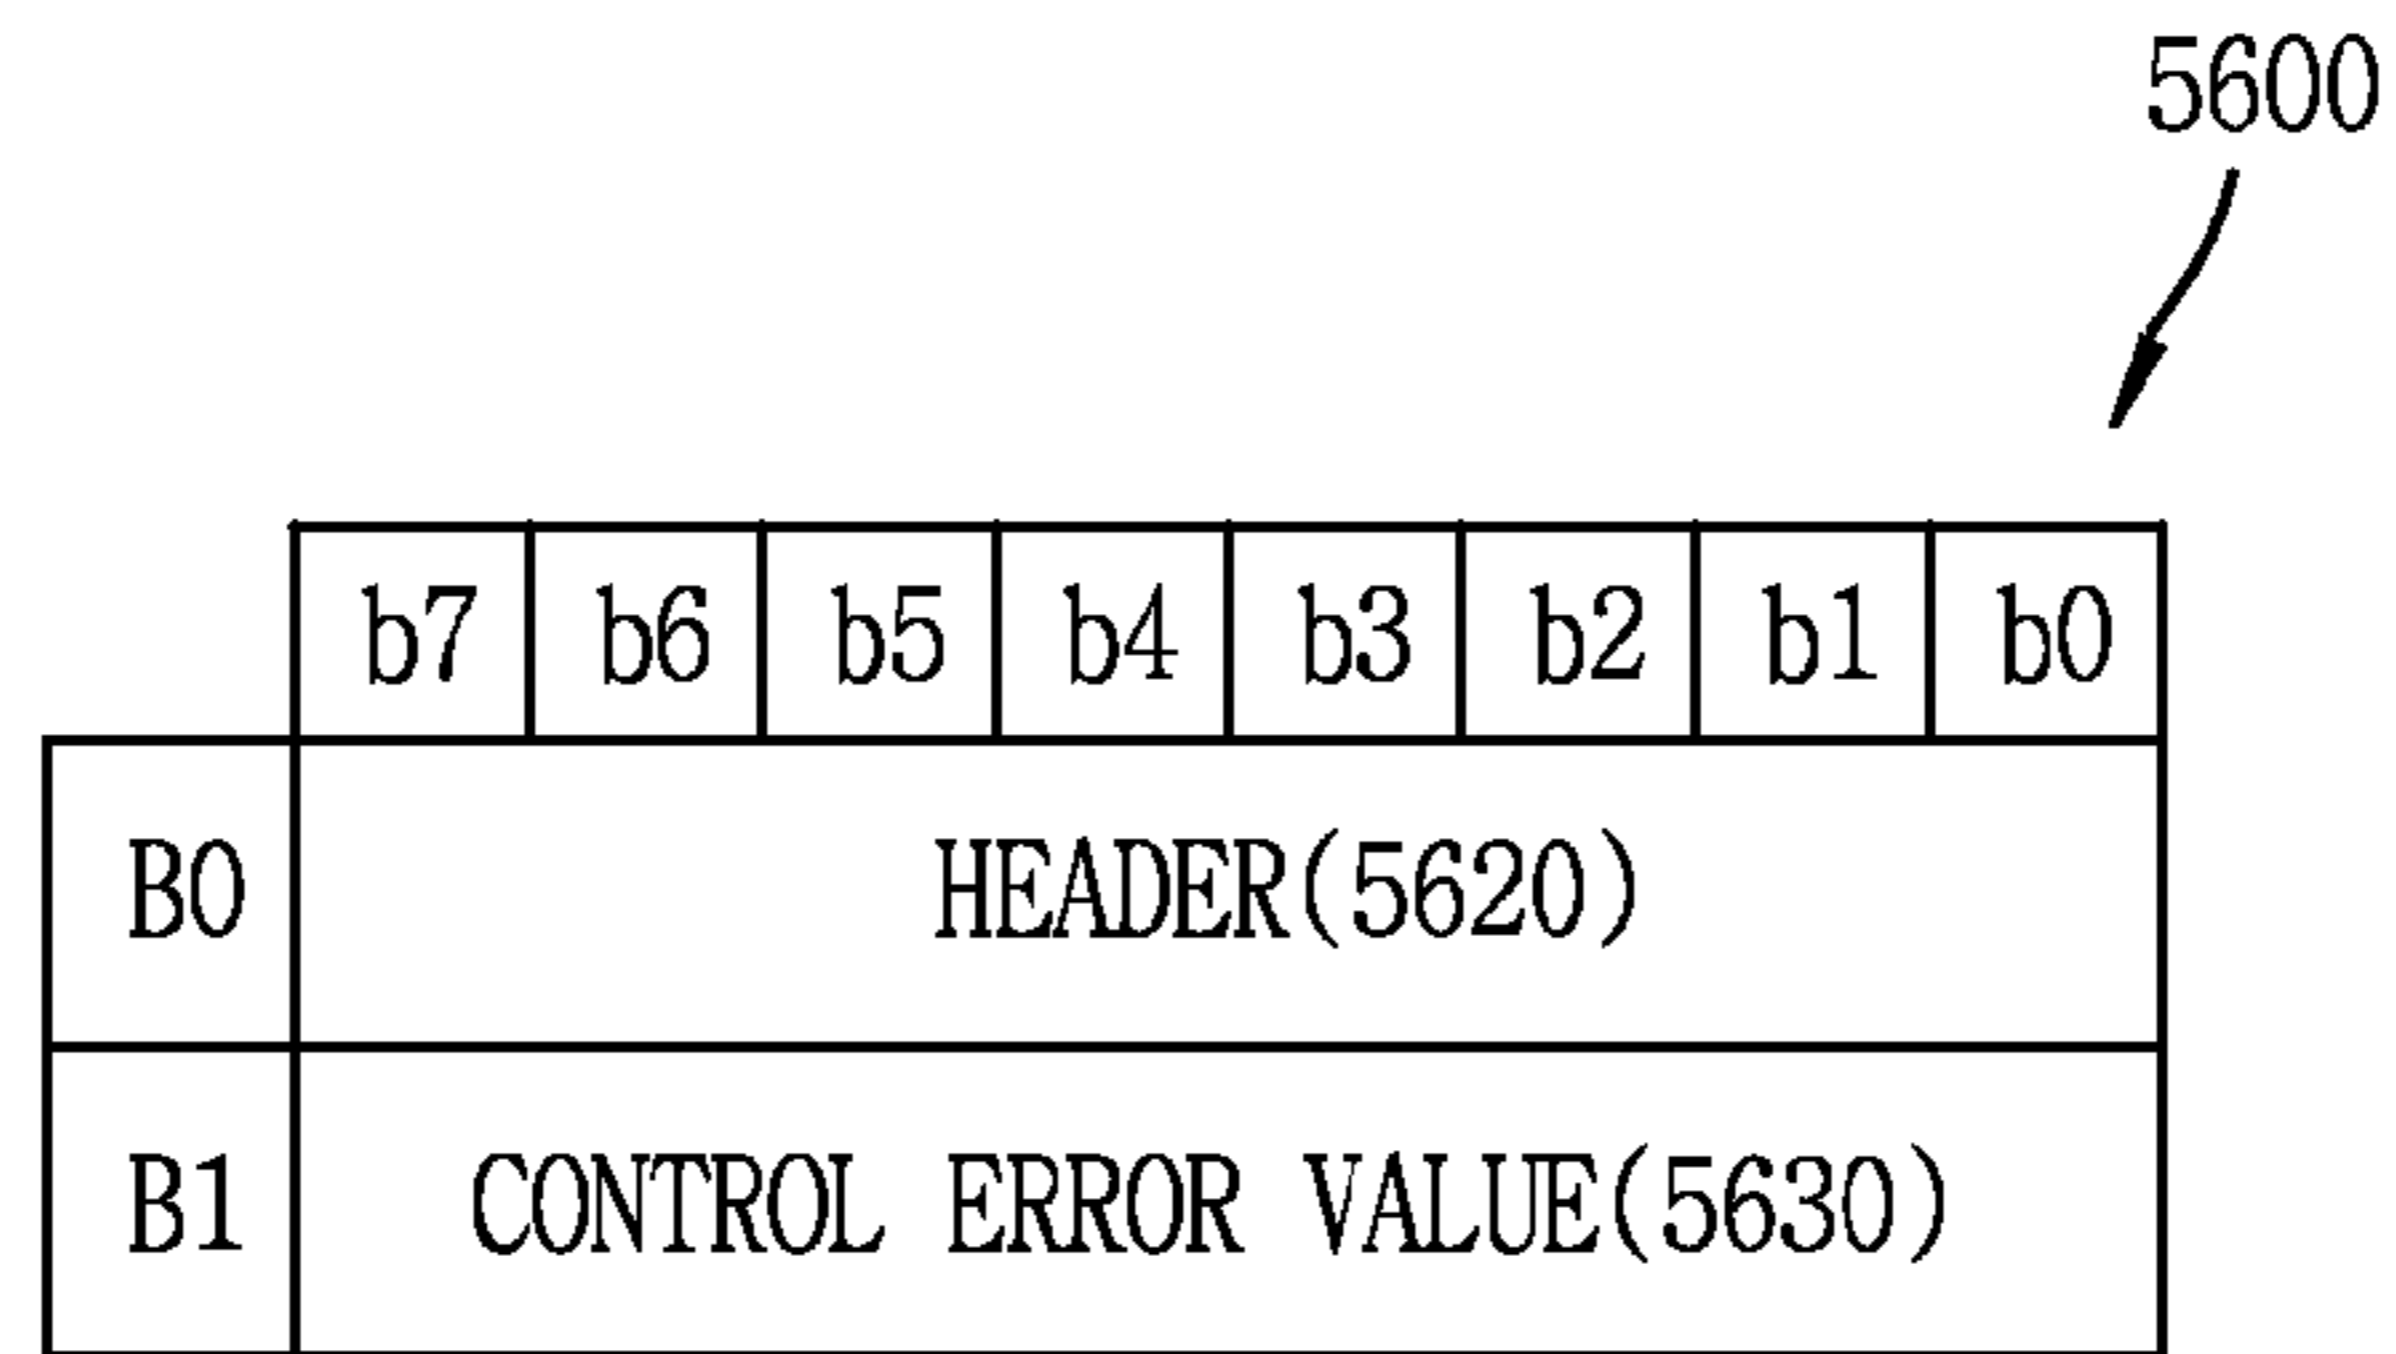 5600
b7 b6 b5 b4 b3 b2 b1 b0
B0 HEADER(5620)
B1 CONTROL ERROR VALUE(5630)